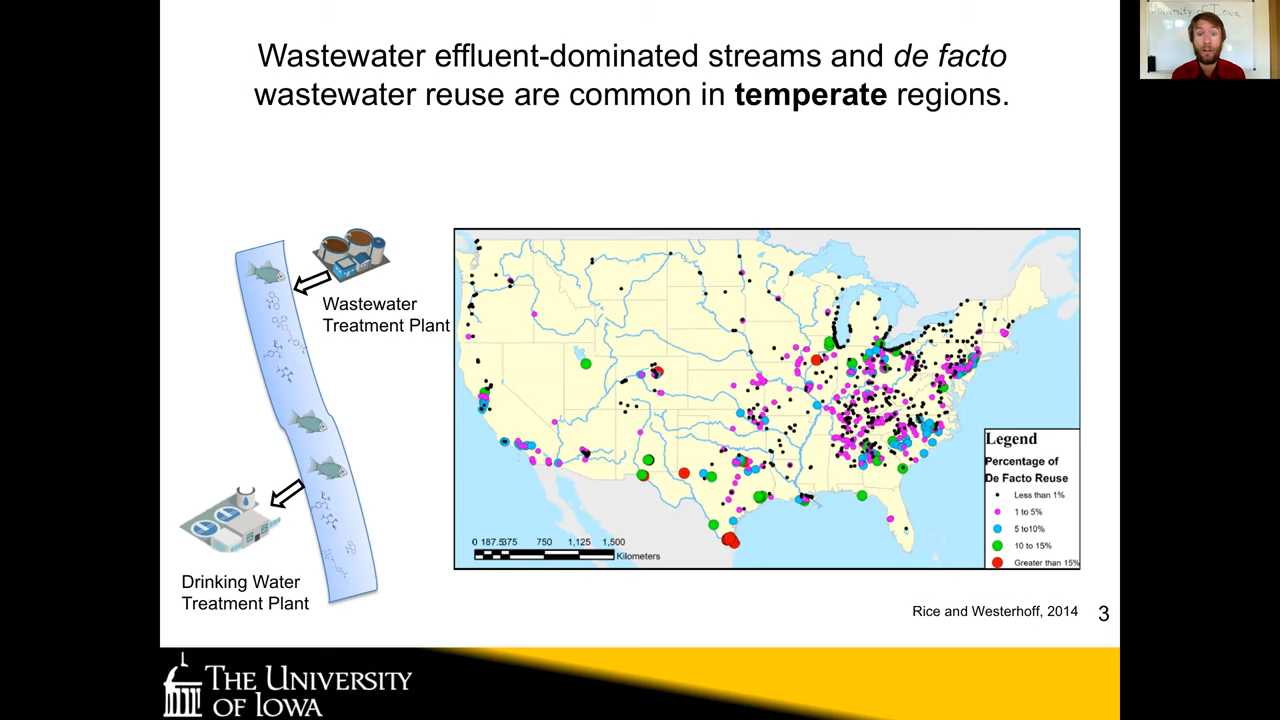 University of Iowa
Wastewater effluent-dominated streams and de facto
wastewater reuse are common in temperate regions.
Wastewater
Treatment Plant
Drinking Water
Treatment Plant
0 187.5375 750 1,125 1,500
Kilometers
Legend
Percentage of
De Facto Reuse
Less than 1%
1 to 5%
5 to10%
10 to 15%
Greater than 15%
Rice and Westerhoff, 2014
3
THE UNIVERSITY
OF IOWA